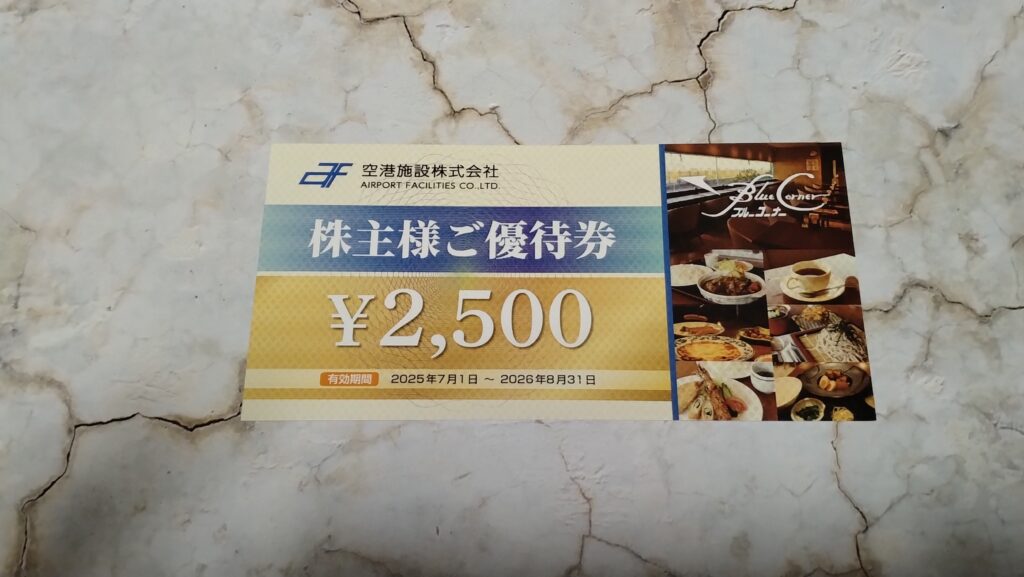 空港施設株式会社
AIRPORT FACILITIES CO.,LTD.
株主様ご優待券
¥2,500
有効期間 2025年7月1日 ～ 2026年8月31日
Blue Corner
ブルーコーナー